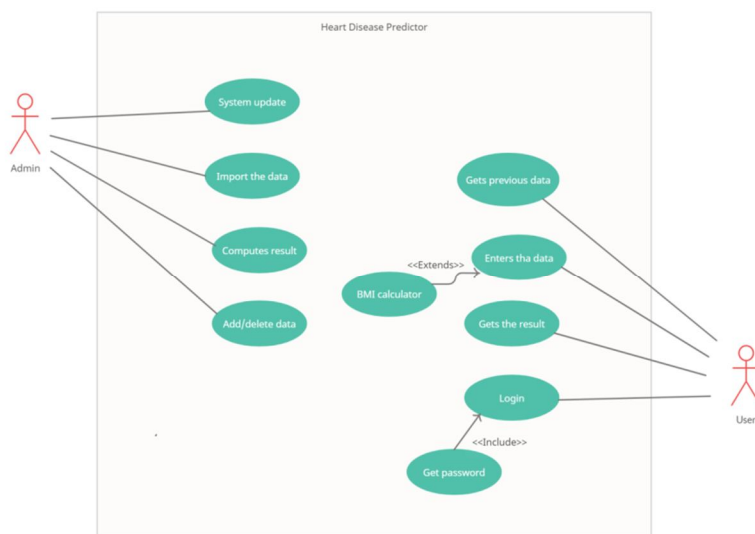 Heart Disease Predictor
System update
Admin
Import the data
Gets previous data
Computes result
Enters tha data
<<Extends>>
BMI calculator
Add/delete data
Gets the result
Login
User
<<Include>>
Get password